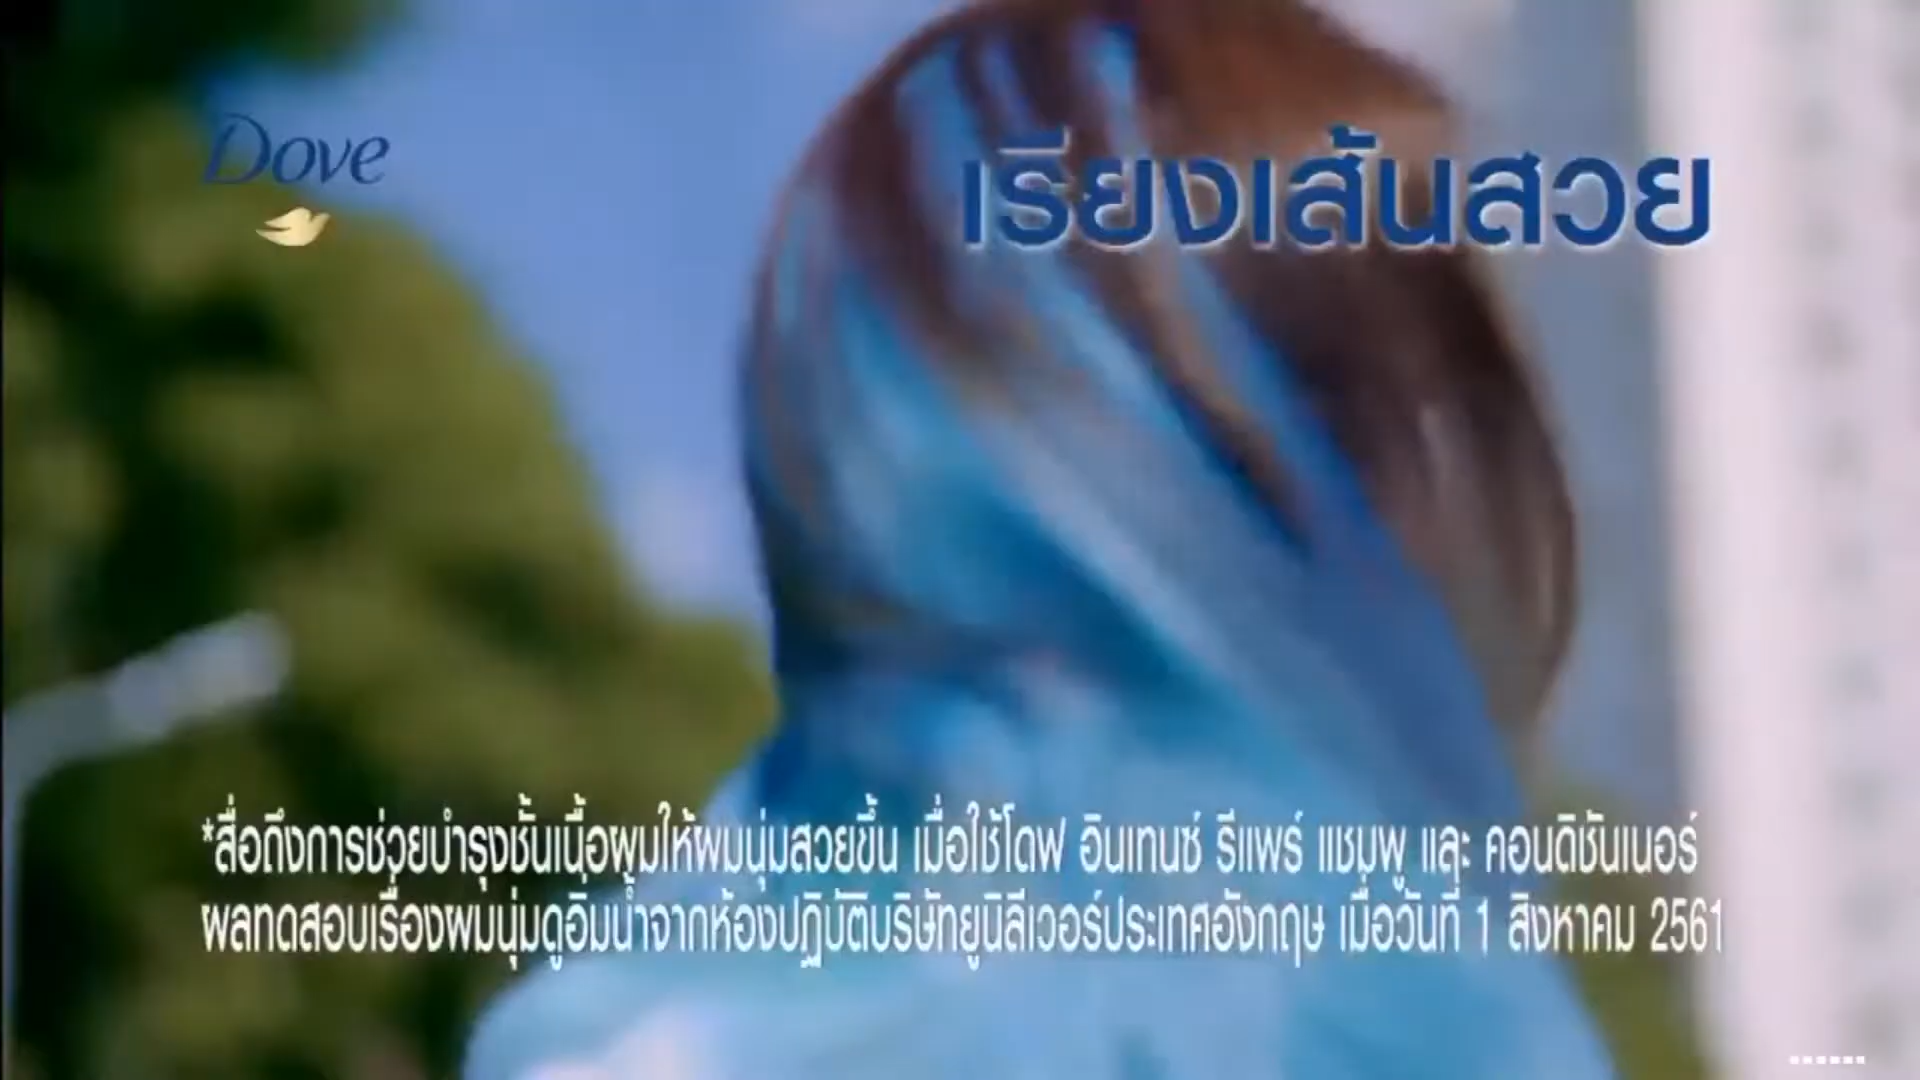 Dove
เรียงเส้นสวย
*สื่อถึงการช่วยบำรุงชั้นเนื้อผมให้ผมนุ่มสวยขึ้น เมื่อใช้โดฟ อินเทนซ์ รีแพร์ แชมพู และ คอนดิชันเนอร์
ผลทดสอบเรื่องผมนุ่มดูอิ่มน้ำจากห้องปฏิบัติบริษัทยูนิลีเวอร์ประเทศอังกฤษ เมื่อวันที่ 1 สิงหาคม 2561